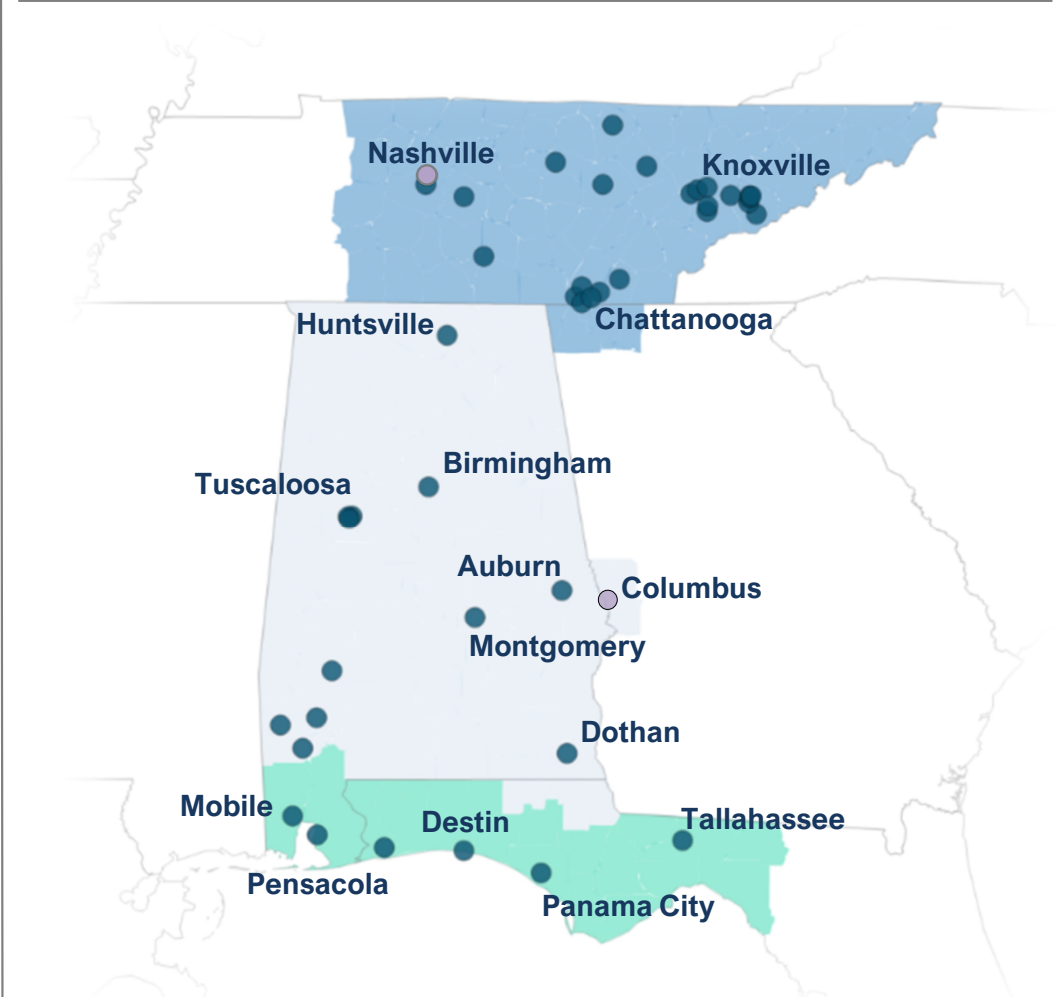 Nashville
Knoxville
Chattanooga
Huntsville
Birmingham
Tuscaloosa
Auburn
Columbus
Montgomery
Dothan
Mobile
Destin
Tallahassee
Pensacola
Panama City